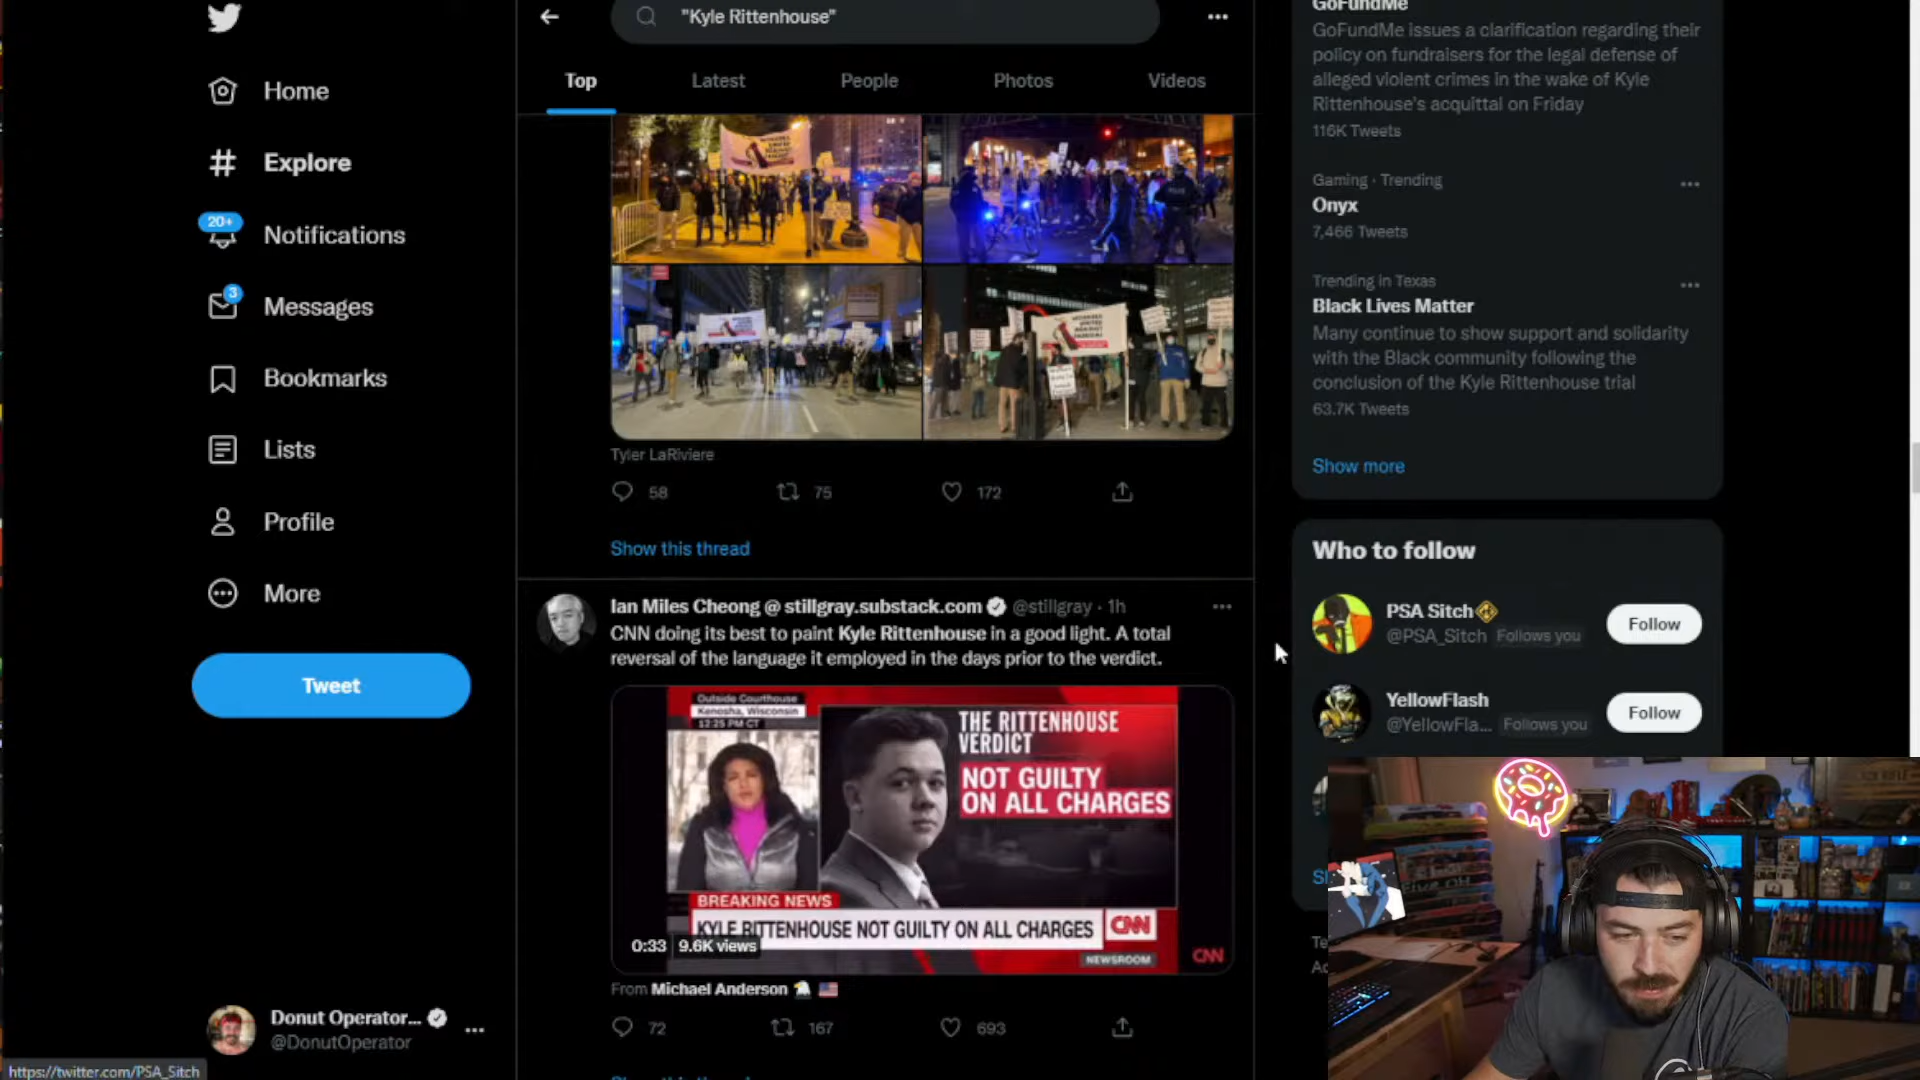 "Kyle Rittenhouse"
Home
Explore
20+
Notifications
3
Messages
Bookmarks
Lists
Profile
More
Tweet
Donut Operator...
@DonutOperator
https://twitter.com/PSA_Sitch
Top
Latest
People
Photos
Videos
Tyler LaRiviere
58
75
172
Show this thread
Ian Miles Cheong @ stillgray.substack.com @stillgray · 1h
CNN doing its best to paint Kyle Rittenhouse in a good light. A total
reversal of the language it employed in the days prior to the verdict.
Outside Courthouse
Kenosha, Wisconsin
12:25 PM CT
THE RITTENHOUSE
VERDICT
NOT GUILTY
ON ALL CHARGES
BREAKING NEWS
KYLE RITTENHOUSE NOT GUILTY ON ALL CHARGES
CNN
NEWSROOM
CNN
0:33
9.6K views
From Michael Anderson
72
167
693
GoFundMe
GoFundMe issues a clarification regarding their
policy on fundraisers for the legal defense of
alleged violent crimes in the wake of Kyle
Rittenhouse's acquittal on Friday
116K Tweets
Gaming · Trending
Onyx
7,466 Tweets
Trending in Texas
Black Lives Matter
Many continue to show support and solidarity
with the Black community following the
conclusion of the Kyle Rittenhouse trial
63.7K Tweets
Show more
Who to follow
PSA Sitch
@PSA_Sitch Follows you
Follow
YellowFlash
@YellowFla... Follows you
Follow